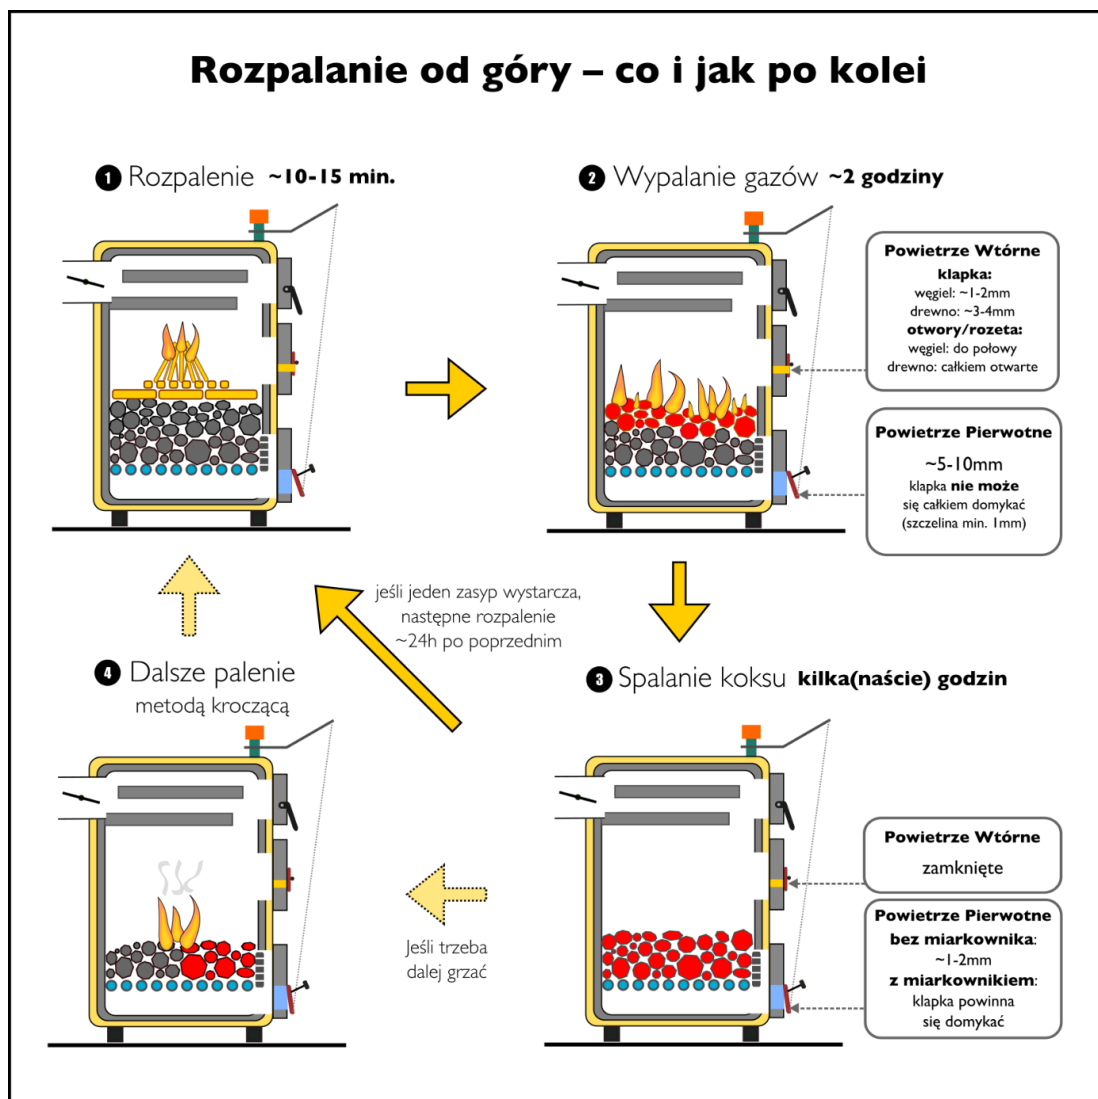 Rozpalanie od góry – co i jak po kolei
1 Rozpalenie ~10-15 min.
2 Wypalanie gazów ~2 godziny
Powietrze Wtórne
klapka:
węgiel: ~1-2mm
drewno: ~3-4mm
otwory/rozeta:
węgiel: do połowy
drewno: całkiem otwarte
Powietrze Pierwotne
~5-10mm
klapka nie może
się całkiem domykać
(szczelina min. 1mm)
jeśli jeden zasyp wystarcza,
następne rozpalenie
~24h po poprzednim
4 Dalsze palenie
metodą kroczącą
3 Spalanie koksu kilka(naście) godzin
Powietrze Wtórne
zamknięte
Powietrze Pierwotne
bez miarkownika:
~1-2mm
z miarkownikiem:
klapka powinna
się domykać
Jeśli trzeba
dalej grzać